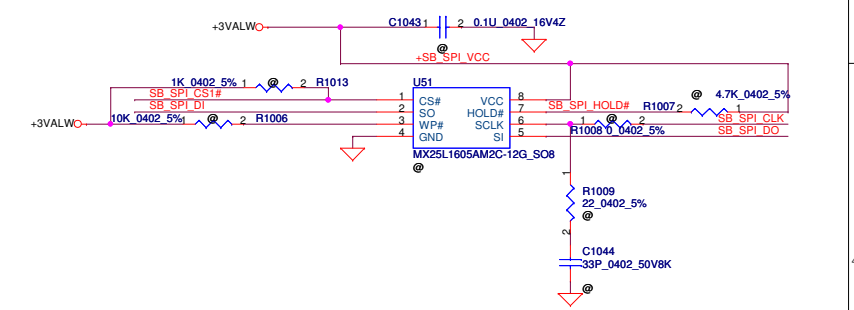 +3VALW
C1043 1 2 0.1U_0402_16V4Z
@
+SB_SPI_VCC
1K_0402_5% 1 @ 2 R1013
SB_SPI_CS1#
SB_SPI_DI
+3VALW
10K_0402_5% 1 @ 2 R1006
U51
1 CS# VCC 8
2 SO HOLD# 7
3 WP# SCLK 6
4 GND SI 5
MX25L1605AM2C-12G_SO8
@
SB_SPI_HOLD# R1007 2 @ 1 4.7K_0402_5%
SB_SPI_CLK
1 @ 2
R1008 0_0402_5%
SB_SPI_DO
1
R1009
22_0402_5%
@
2
C1044
33P_0402_50V8K
@